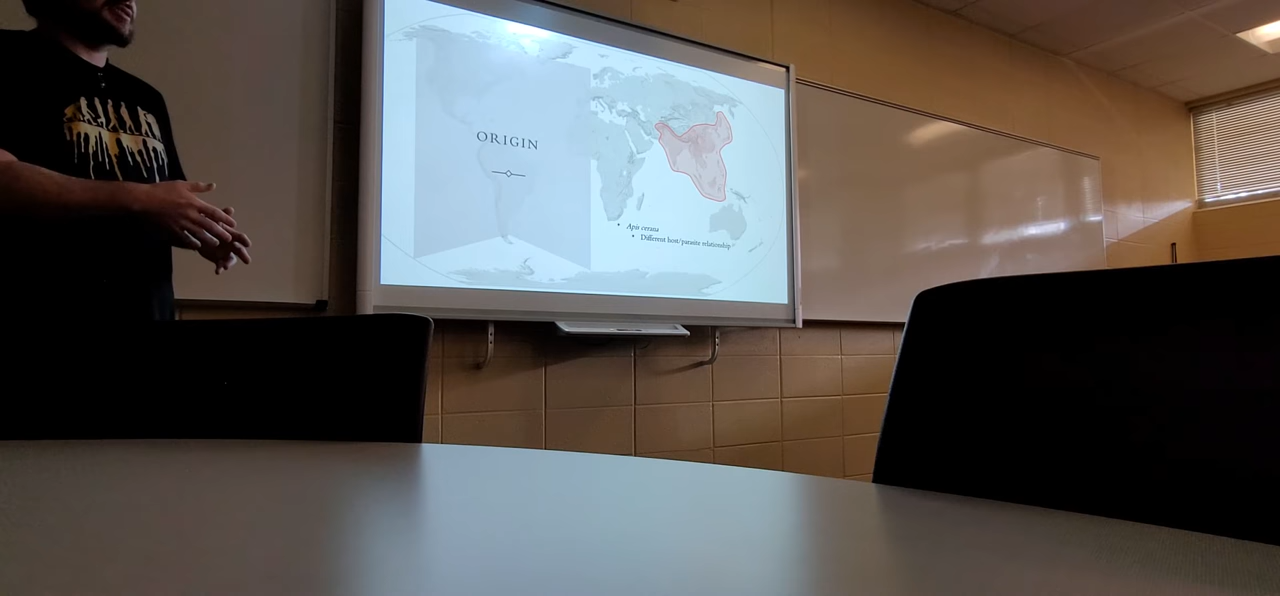 ORIGIN
• Apis cerana
• Different host/parasite relationship